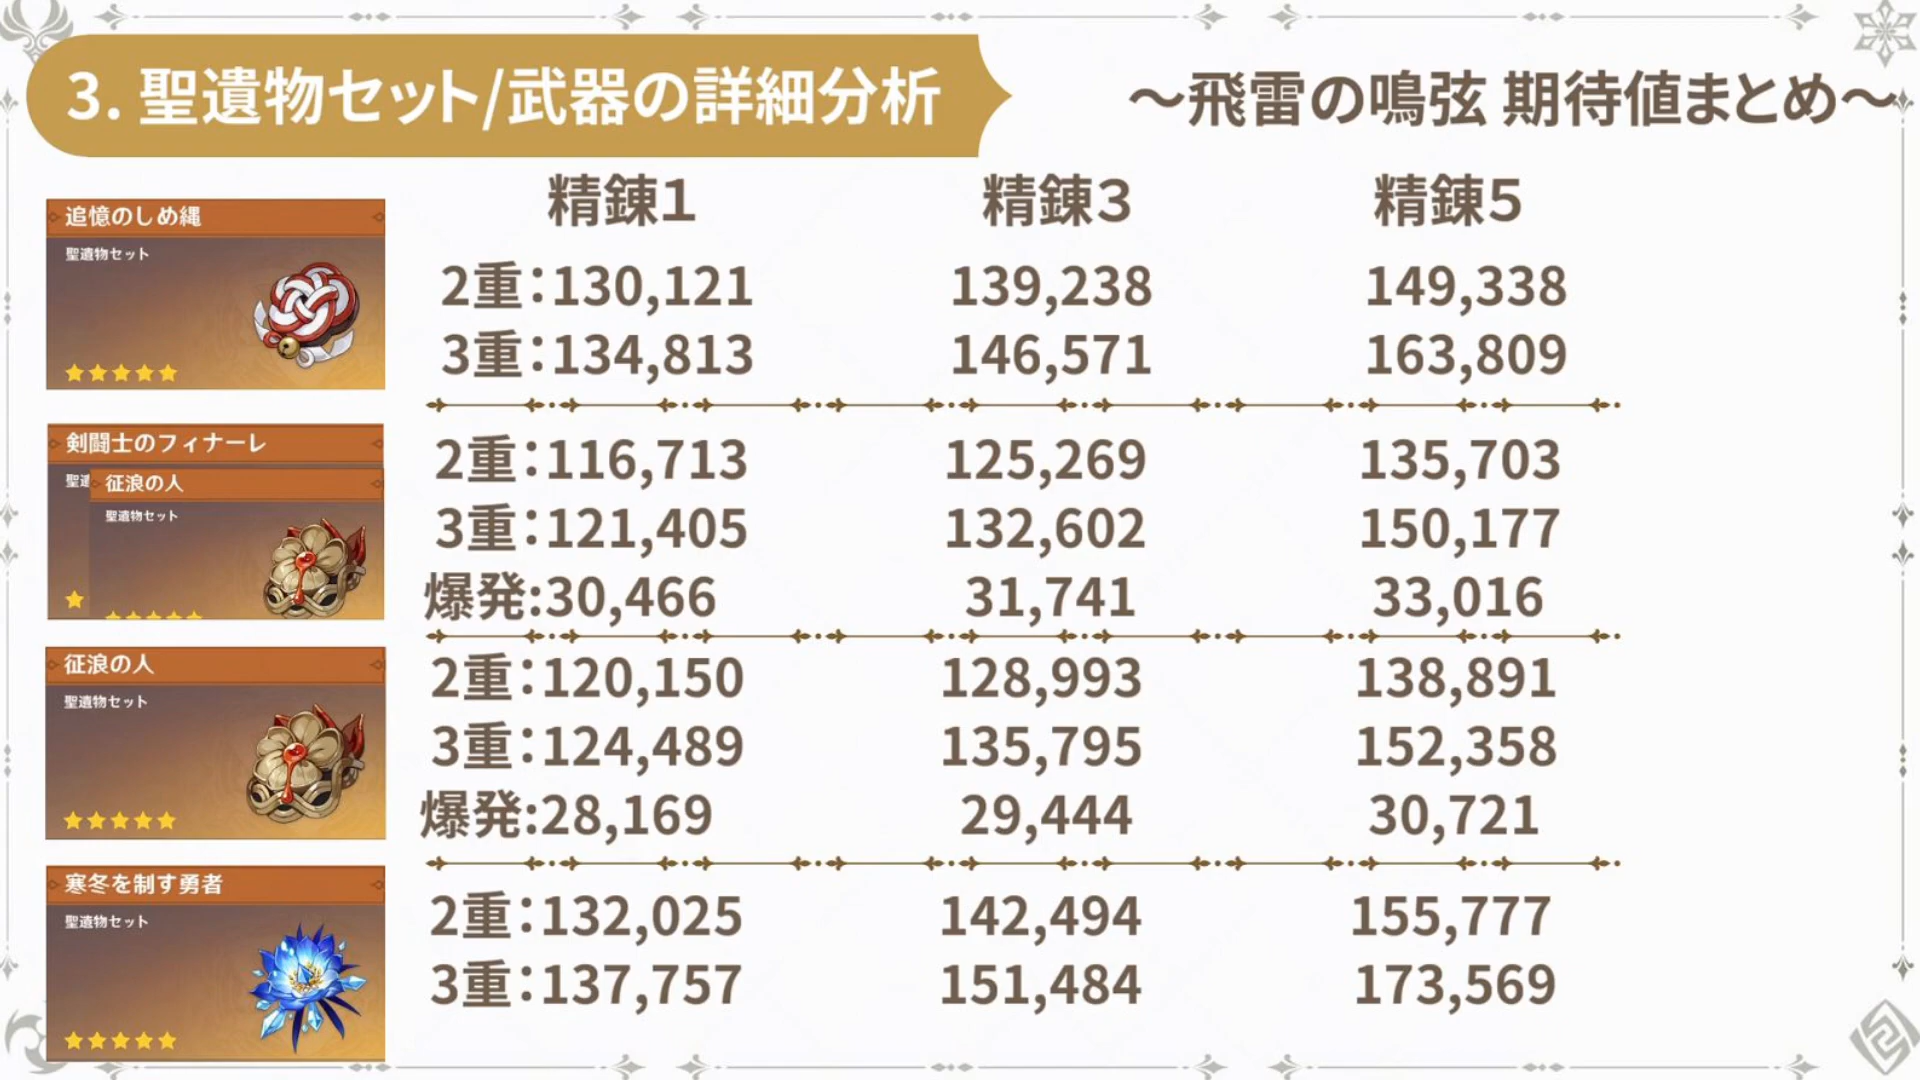 3. 聖遺物セット/武器の詳細分析
～飛雷の鳴弦 期待値まとめ～
精錬1 精錬3 精錬5
追憶のしめ縄
聖遺物セット
2重：130,121 139,238 149,338
3重：134,813 146,571 163,809
剣闘士のフィナーレ
聖遺
征浪の人
聖遺物セット
2重：116,713 125,269 135,703
3重：121,405 132,602 150,177
爆発:30,466 31,741 33,016
征浪の人
聖遺物セット
2重：120,150 128,993 138,891
3重：124,489 135,795 152,358
爆発:28,169 29,444 30,721
寒冬を制す勇者
聖遺物セット
2重：132,025 142,494 155,777
3重：137,757 151,484 173,569